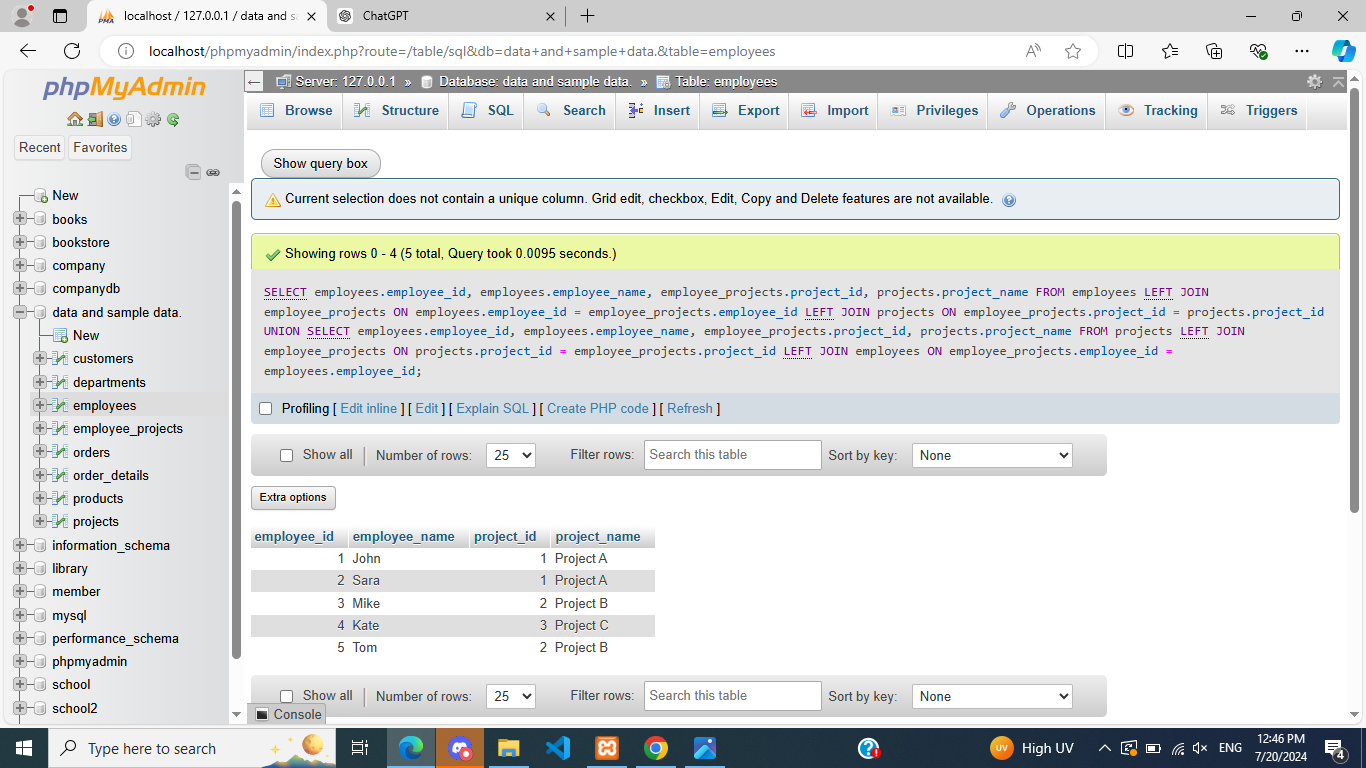 localhost / 127.0.0.1 / data and sa
ChatGPT
localhost/phpmyadmin/index.php?route=/table/sql&db=data+and+sample+data.&table=employees
phpMyAdmin
Recent
Favorites
New
books
bookstore
company
companydb
data and sample data.
New
customers
departments
employees
employee_projects
orders
order_details
products
projects
information_schema
library
member
mysql
performance_schema
phpmyadmin
school
school2
Server: 127.0.0.1 » Database: data and sample data. » Table: employees
Browse Structure SQL Search Insert Export Import Privileges Operations Tracking Triggers
Show query box
Current selection does not contain a unique column. Grid edit, checkbox, Edit, Copy and Delete features are not available.
Showing rows 0 - 4 (5 total, Query took 0.0095 seconds.)
SELECT employees.employee_id, employees.employee_name, employee_projects.project_id, projects.project_name FROM employees LEFT JOIN
employee_projects ON employees.employee_id = employee_projects.employee_id LEFT JOIN projects ON employee_projects.project_id = projects.project_id
UNION SELECT employees.employee_id, employees.employee_name, employee_projects.project_id, projects.project_name FROM projects LEFT JOIN
employee_projects ON projects.project_id = employee_projects.project_id LEFT JOIN employees ON employee_projects.employee_id =
employees.employee_id;
Profiling [ Edit inline ] [ Edit ] [ Explain SQL ] [ Create PHP code ] [ Refresh ]
Show all Number of rows: 25 Filter rows: Search this table Sort by key: None
Extra options
employee_id employee_name project_id project_name
1 John 1 Project A
2 Sara 1 Project A
3 Mike 2 Project B
4 Kate 3 Project C
5 Tom 2 Project B
Show all Number of rows: 25 Filter rows: Search this table Sort by key: None
Console
Type here to search
UV High UV
ENG
12:46 PM
7/20/2024
4